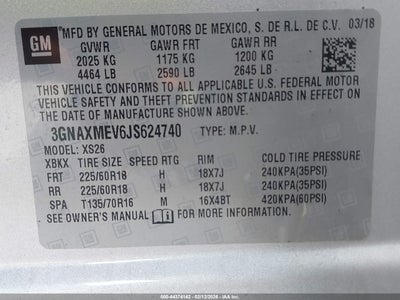 GM
MFD BY GENERAL MOTORS DE MEXICO, S. DE R.L. DE C.V. 03/18
GVWR GAWR FRT GAWR RR
2025 KG 1175 KG 1200 KG
4464 LB 2590 LB 2645 LB
THIS VEHICLE CONFORMS TO ALL APPLICABLE U.S. FEDERAL
MOTOR VEHICLE SAFETY, BUMPER, AND THEFT
PREVENTION STANDARDS IN EFFECT ON THE
DATE OF MANUFACTURE SHOWN ABOVE.
3GNAXMEV6JS624740 TYPE: M.P.V.
MODEL: XS26
XBKX TIRE SIZE SPEED RTG RIM COLD TIRE PRESSURE
FRT 225/60R18 H 18X7J 240KPA(35PSI)
RR 225/60R18 H 18X7J 240KPA(35PSI)
SPA T135/70R16 M 16X4BT 420KPA(60PSI)
SEE OWNER'S MANUAL FOR MORE INFORMATION.